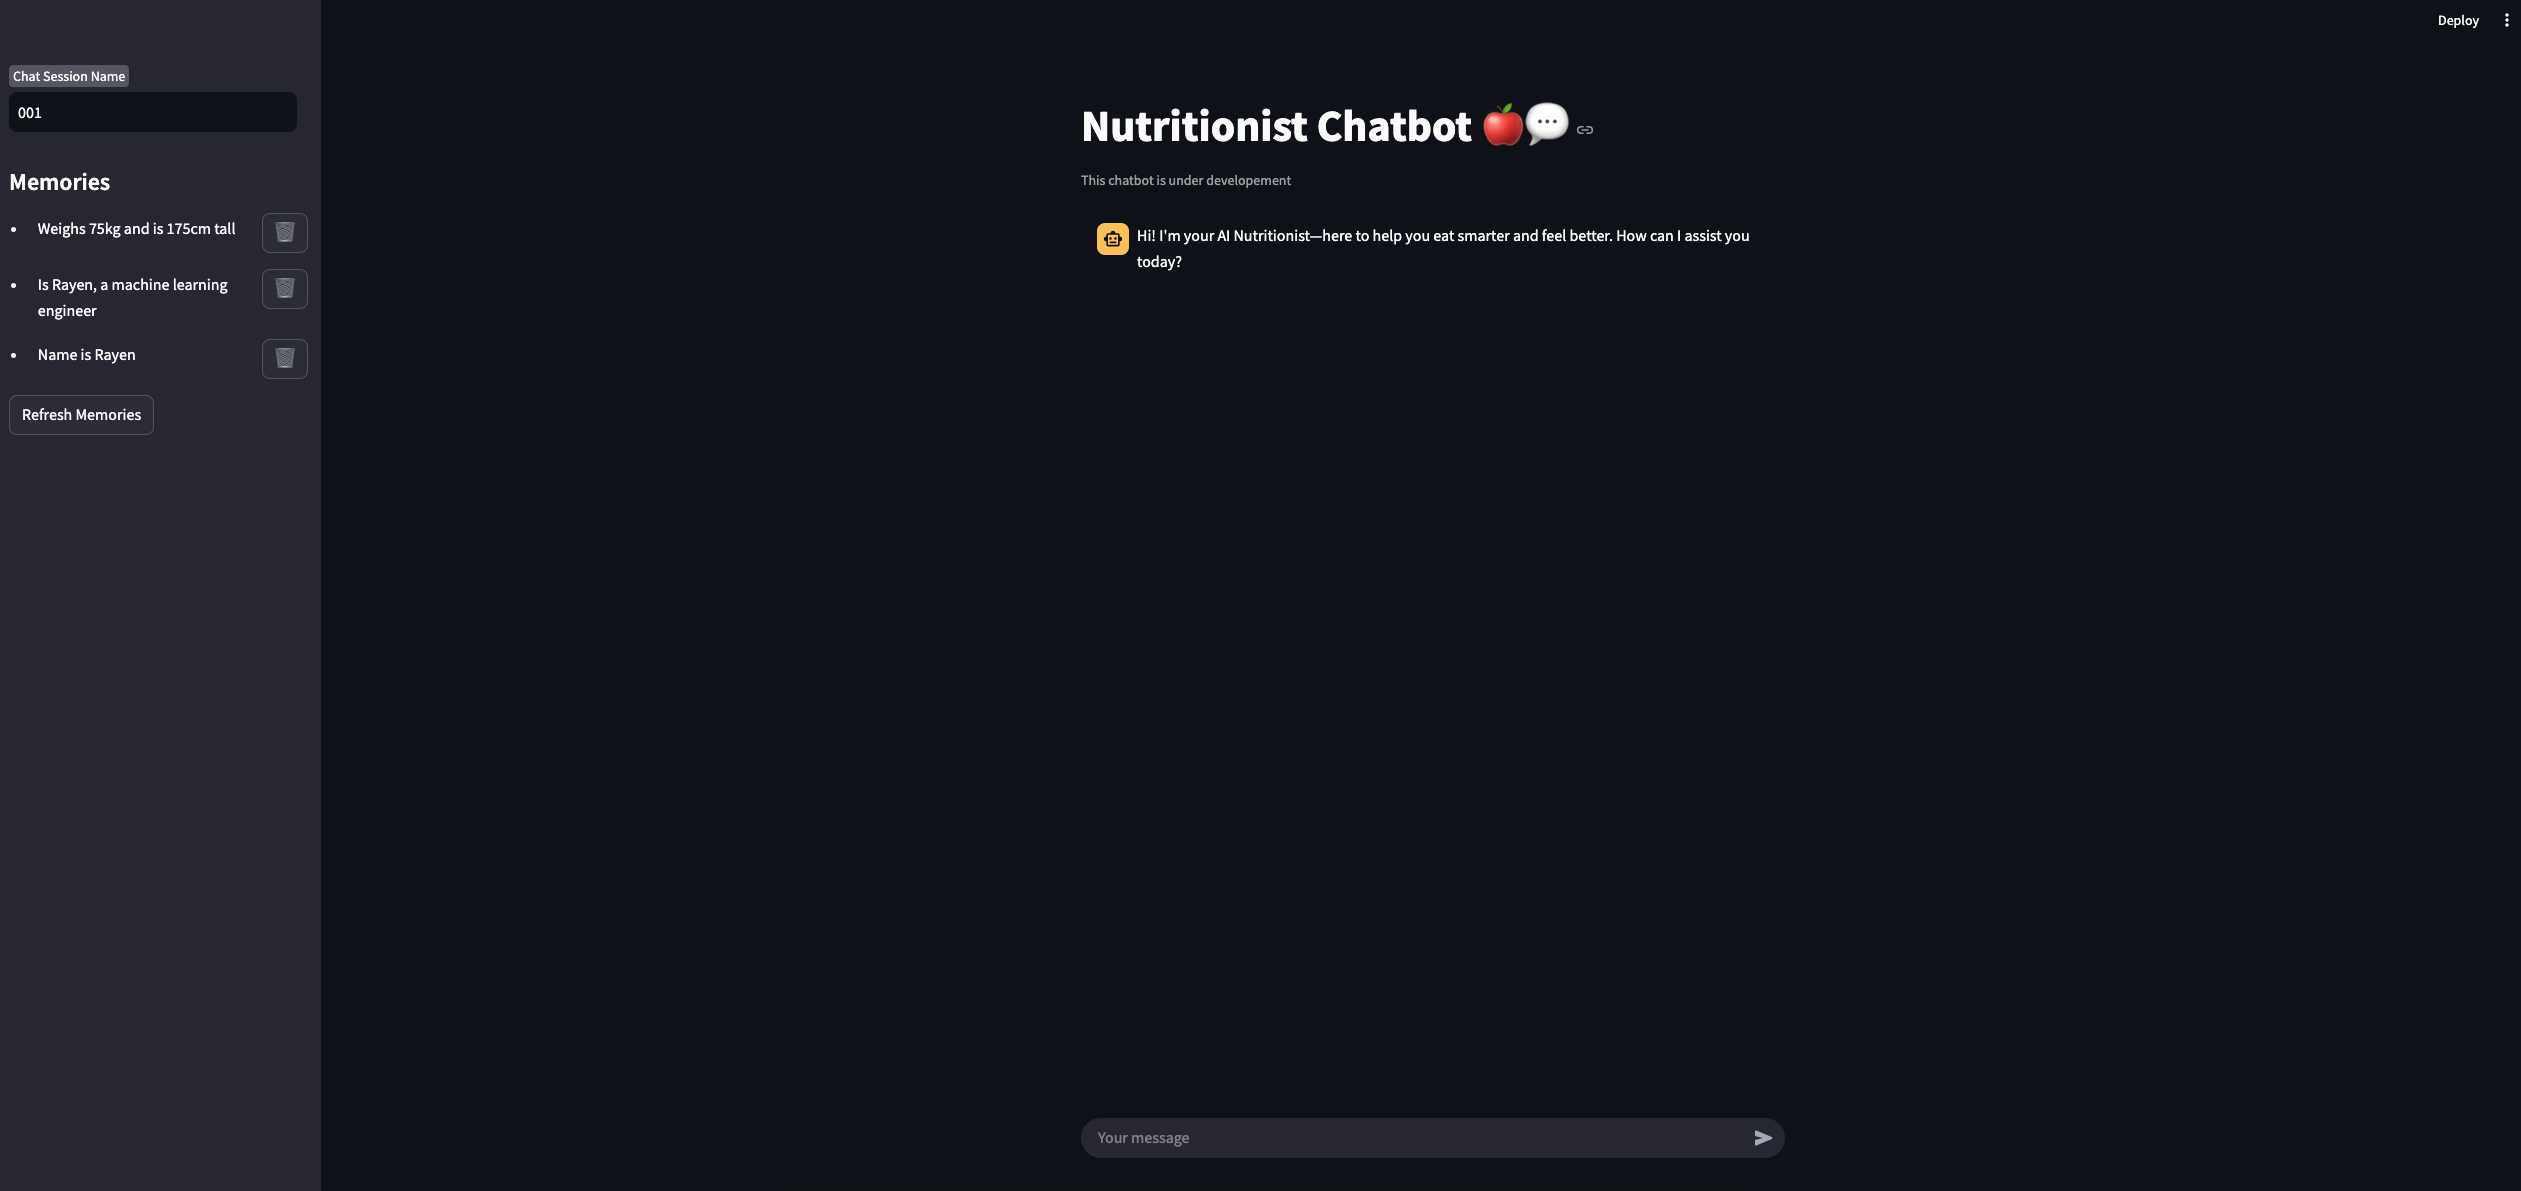 Deploy
Chat Session Name
001
Memories
Weighs 75kg and is 175cm tall
Is Rayen, a machine learning
engineer
Name is Rayen
Refresh Memories
Nutritionist Chatbot 🍎💬
This chatbot is under developement
Hi! I'm your AI Nutritionist—here to help you eat smarter and feel better. How can I assist you
today?
Your message